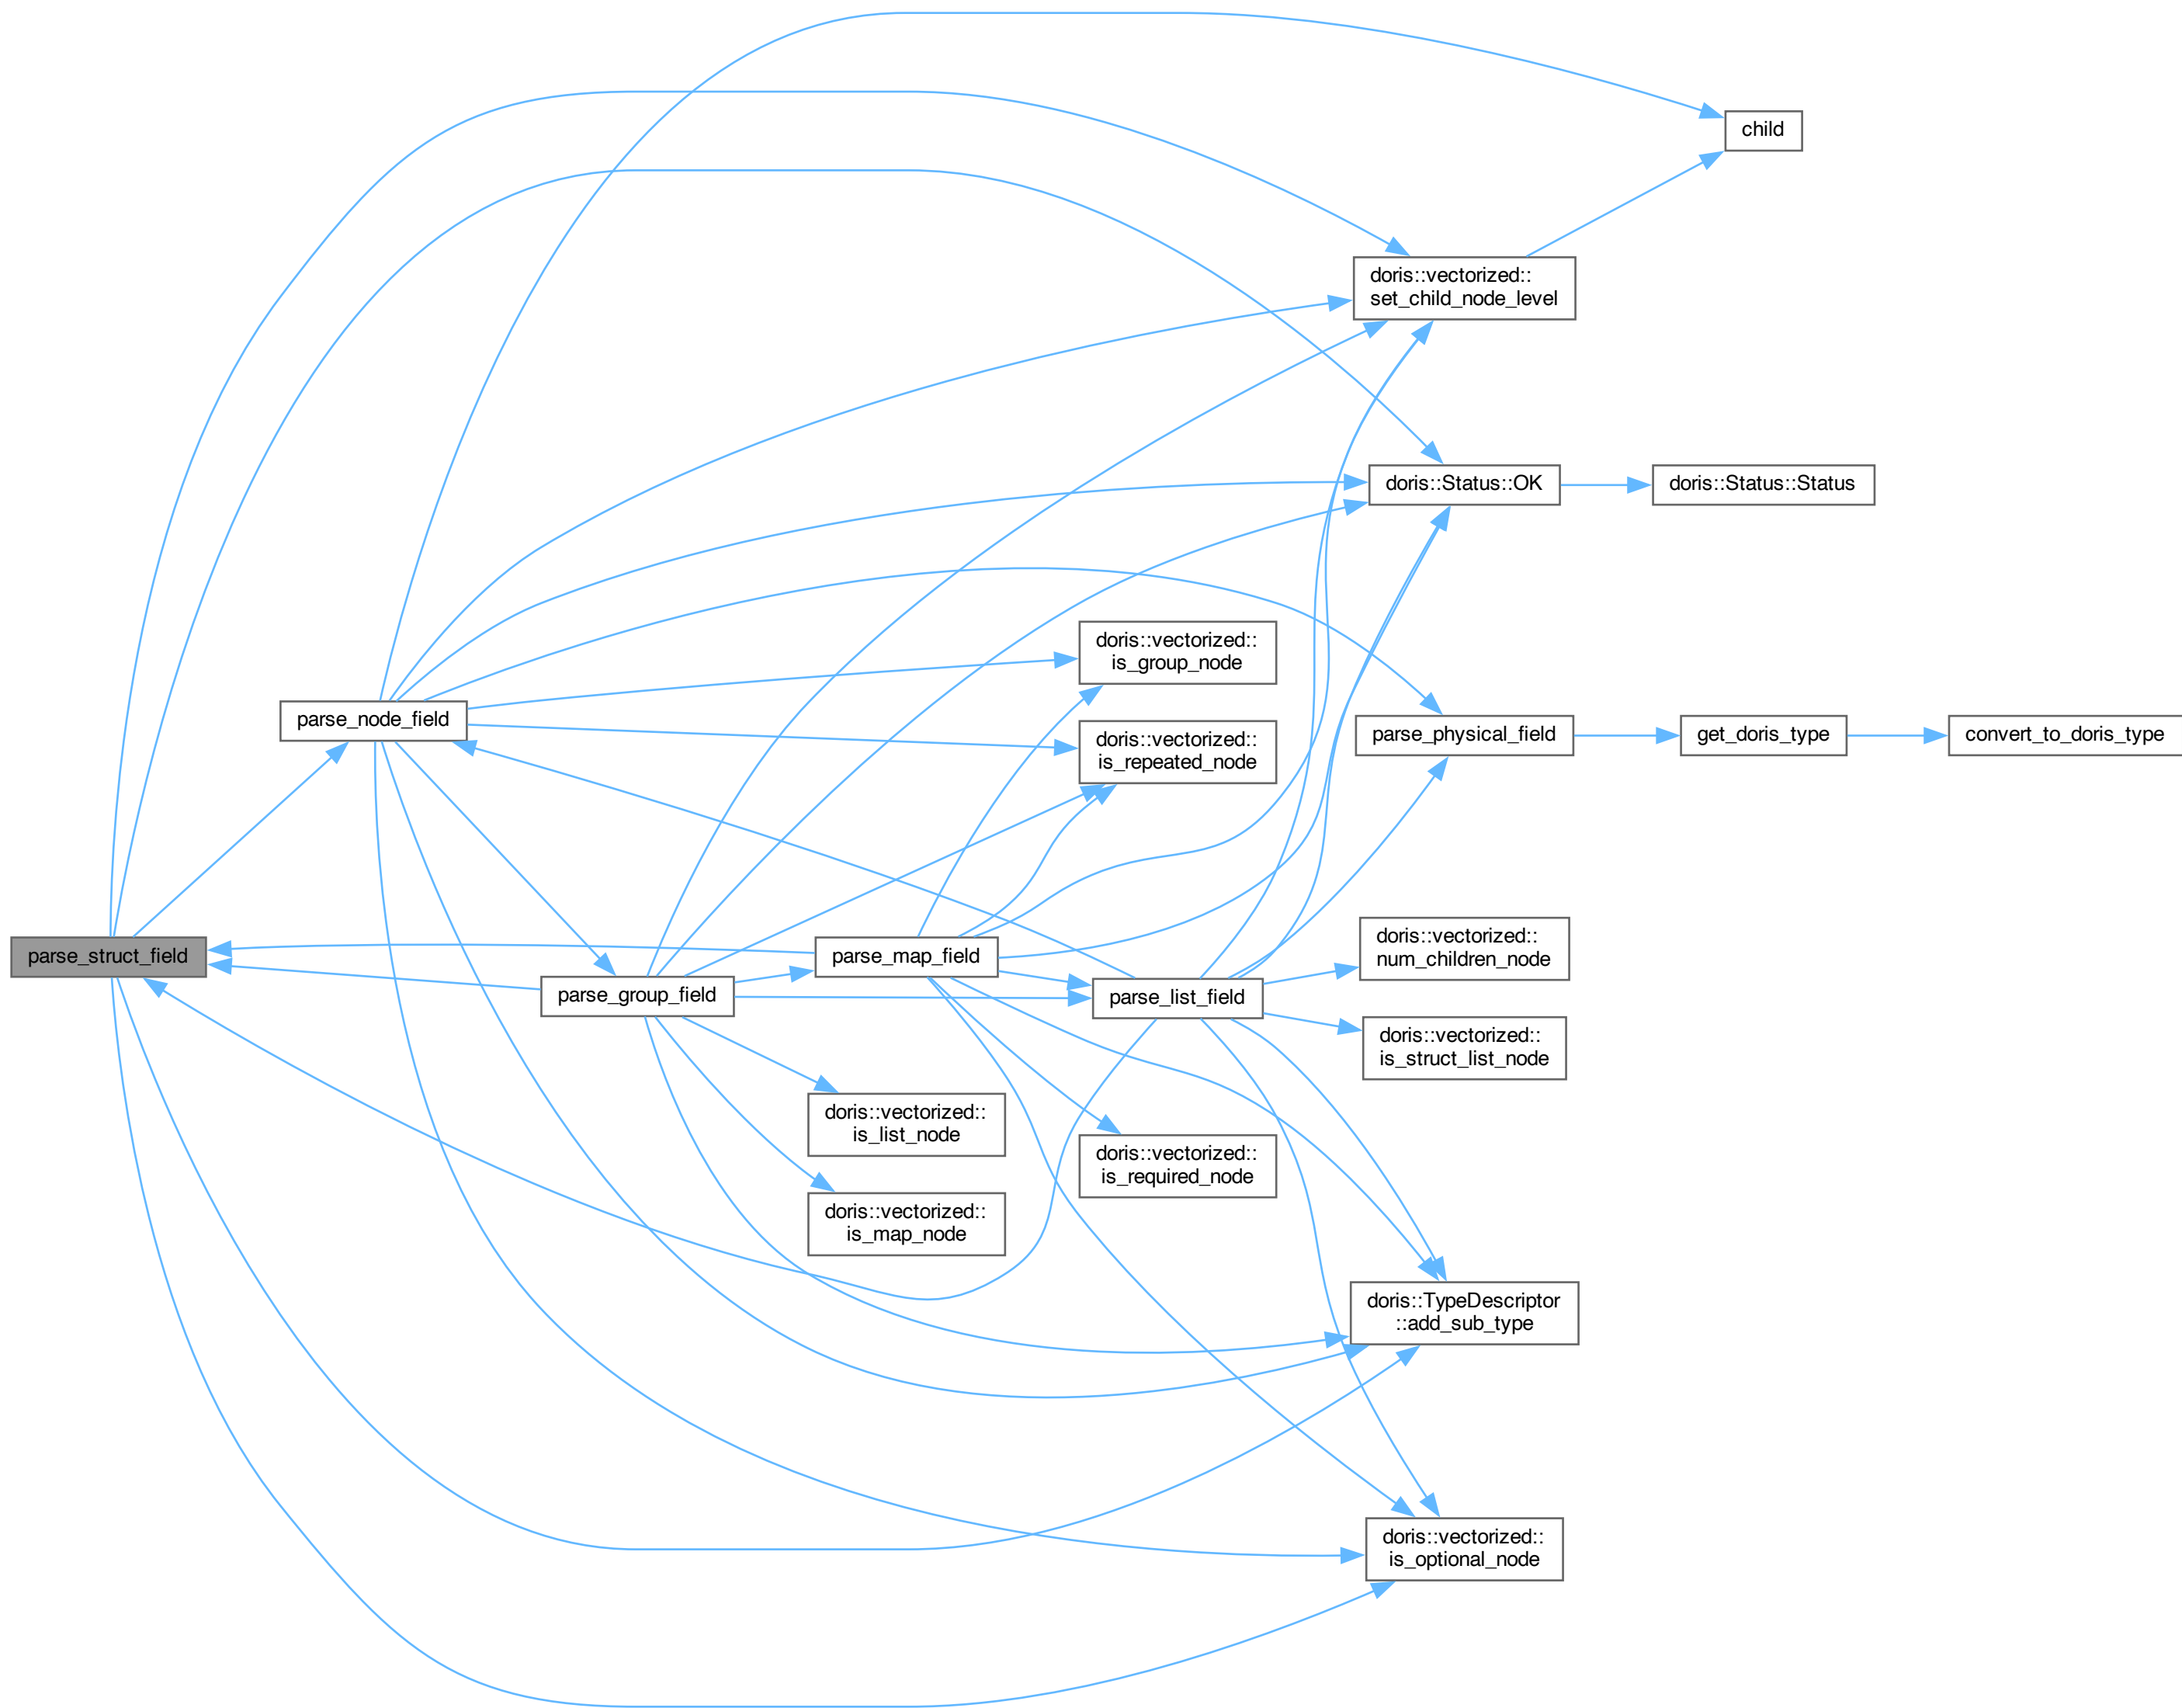 child
doris::vectorized::
set_child_node_level
doris::Status::OK
doris::Status::Status
doris::vectorized::
is_group_node
parse_node_field
doris::vectorized::
is_repeated_node
parse_physical_field
get_doris_type
convert_to_doris_type
parse_struct_field
parse_map_field
doris::vectorized::
num_children_node
parse_group_field
parse_list_field
doris::vectorized::
is_struct_list_node
doris::vectorized::
is_list_node
doris::vectorized::
is_required_node
doris::vectorized::
is_map_node
doris::TypeDescriptor
::add_sub_type
doris::vectorized::
is_optional_node